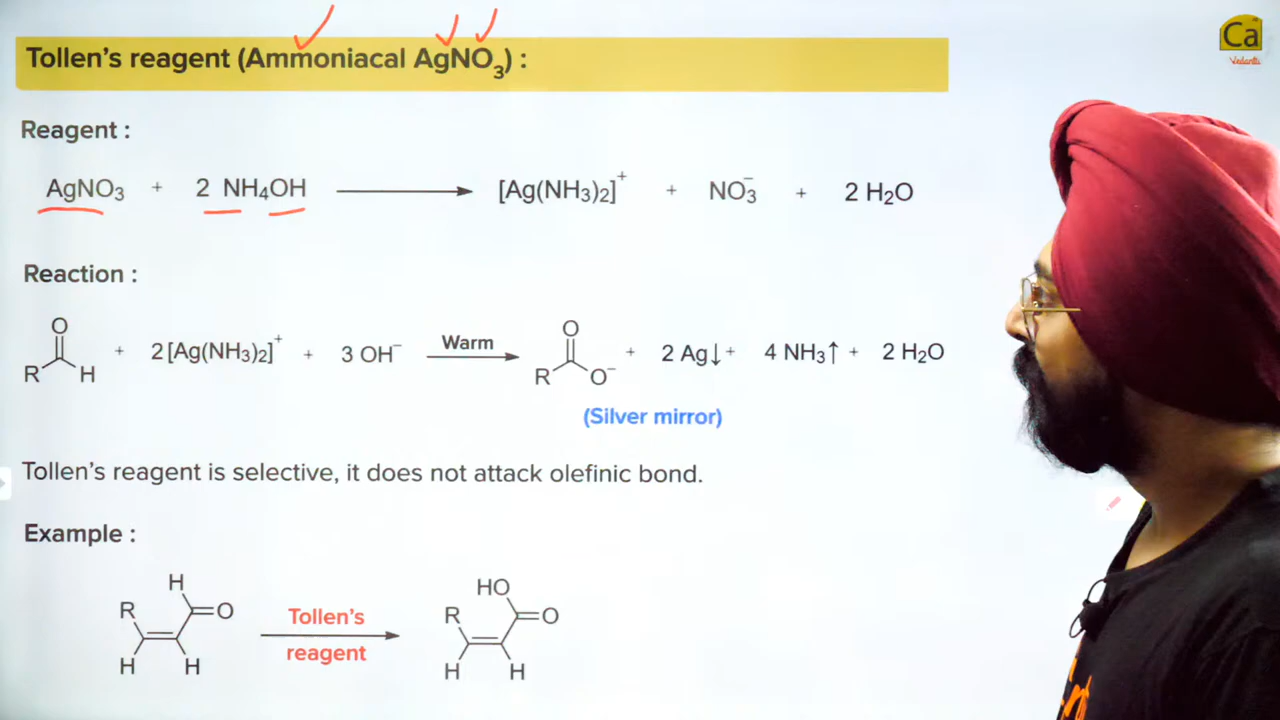 Tollen's reagent (Ammoniacal AgNO₃) :
Ca
Vedantu
Reagent :
AgNO₃ + 2 NH₄OH ⟶ [Ag(NH₃)₂]⁺ + NO₃⁻ + 2 H₂O
Reaction :
O O
R H + 2 [Ag(NH₃)₂]⁺ + 3 OH⁻ Warm R O⁻ + 2 Ag↓ + 4 NH₃↑ + 2 H₂O
(Silver mirror)
Tollen's reagent is selective, it does not attack olefinic bond.
Example :
H HO
R O Tollen's R O
reagent
H H H H